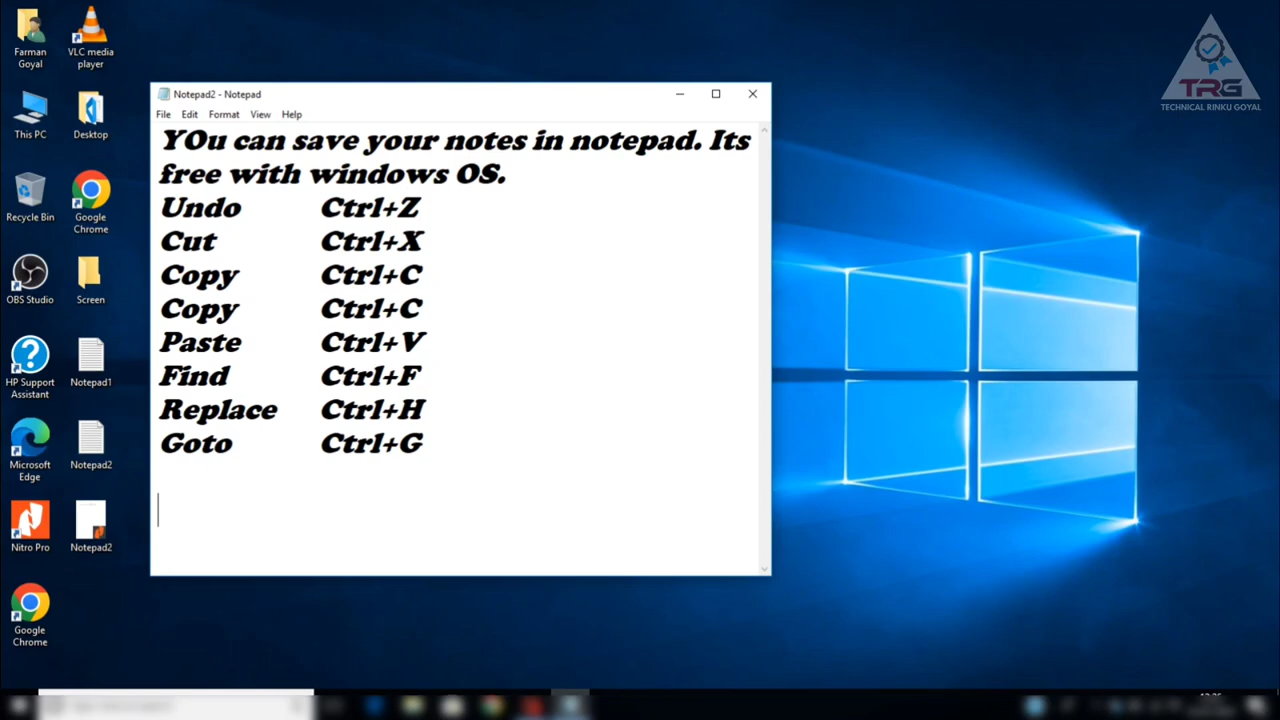 Farman
Goyal
VLC media
player
This PC
Desktop
Recycle Bin
Google
Chrome
OBS Studio
Screen
HP Support
Assistant
Notepad1
Microsoft
Edge
Notepad2
Nitro Pro
Notepad2
Google
Chrome
Notepad2 - Notepad
File Edit Format View Help
YOu can save your notes in notepad. Its
free with windows OS.
Undo Ctrl+Z
Cut Ctrl+X
Copy Ctrl+C
Copy Ctrl+C
Paste Ctrl+V
Find Ctrl+F
Replace Ctrl+H
Goto Ctrl+G
TRG
TECHNICAL RINKU GOYAL